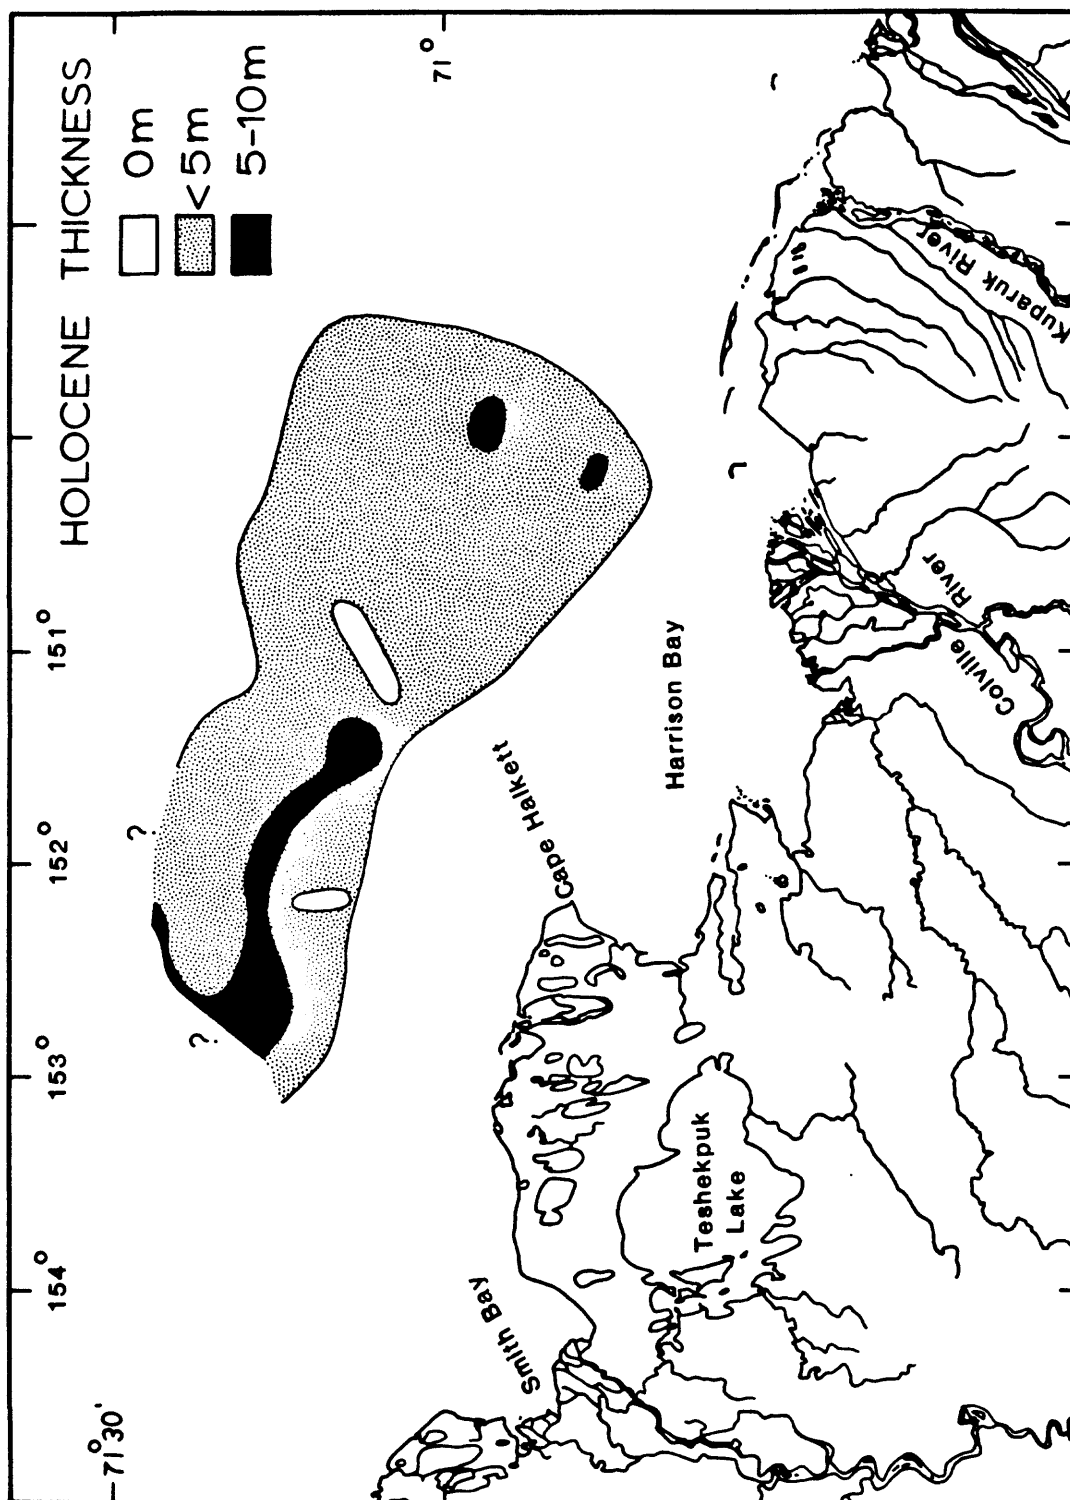 HOLOCENE THICKNESS
0m
<5m
5-10m
71°30'
71°
154°
153°
152°
151°
?
?
Smith Bay
Cape Halkett
Harrison Bay
Teshekpuk
Lake
Colville
River
Kuparuk River